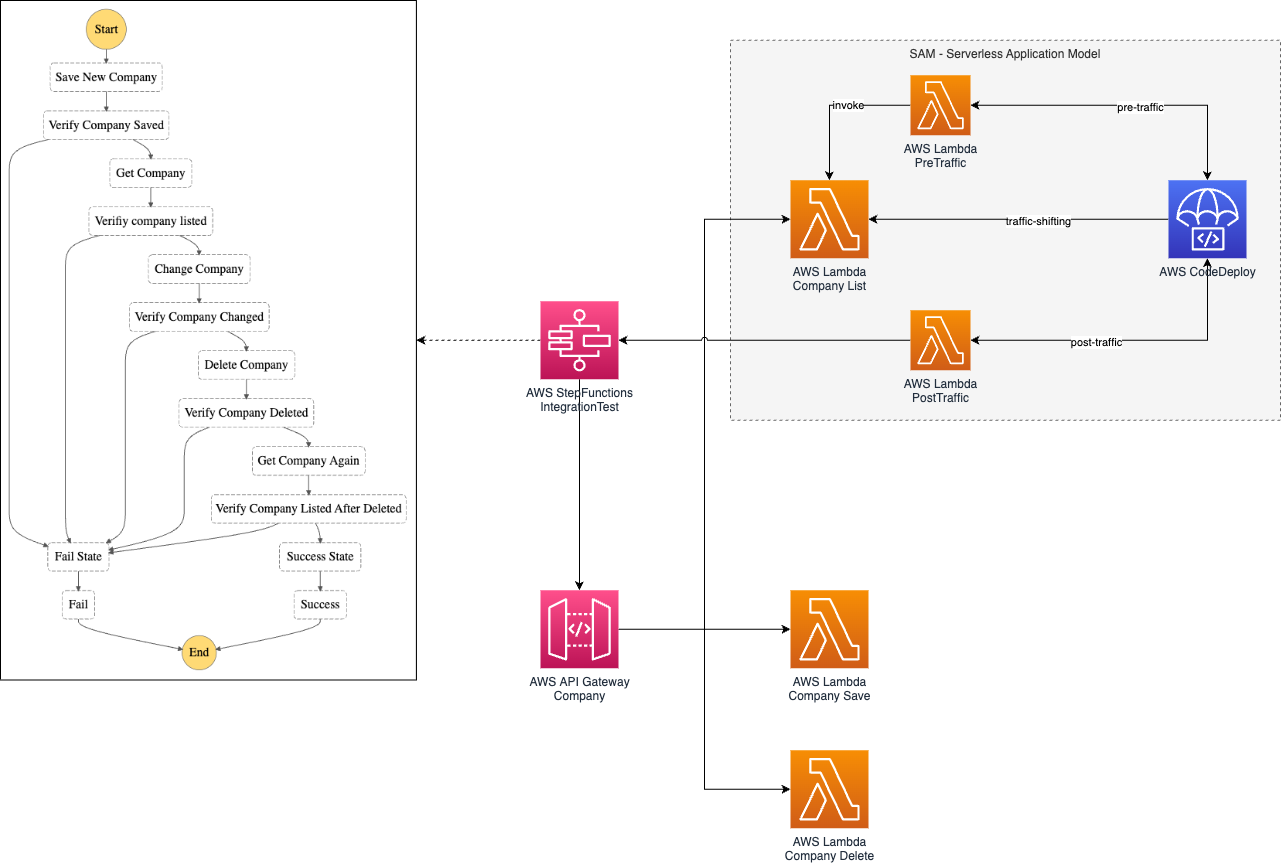 Start
Save New Company
Verify Company Saved
Get Company
Verifiy company listed
Change Company
Verify Company Changed
Delete Company
Verify Company Deleted
Get Company Again
Verify Company Listed After Deleted
Fail State
Success State
Fail
Success
End
SAM - Serverless Application Model
invoke
pre-traffic
AWS Lambda
PreTraffic
traffic-shifting
AWS Lambda
Company List
AWS CodeDeploy
post-traffic
AWS Lambda
PostTraffic
AWS StepFunctions
IntegrationTest
AWS API Gateway
Company
AWS Lambda
Company Save
AWS Lambda
Company Delete